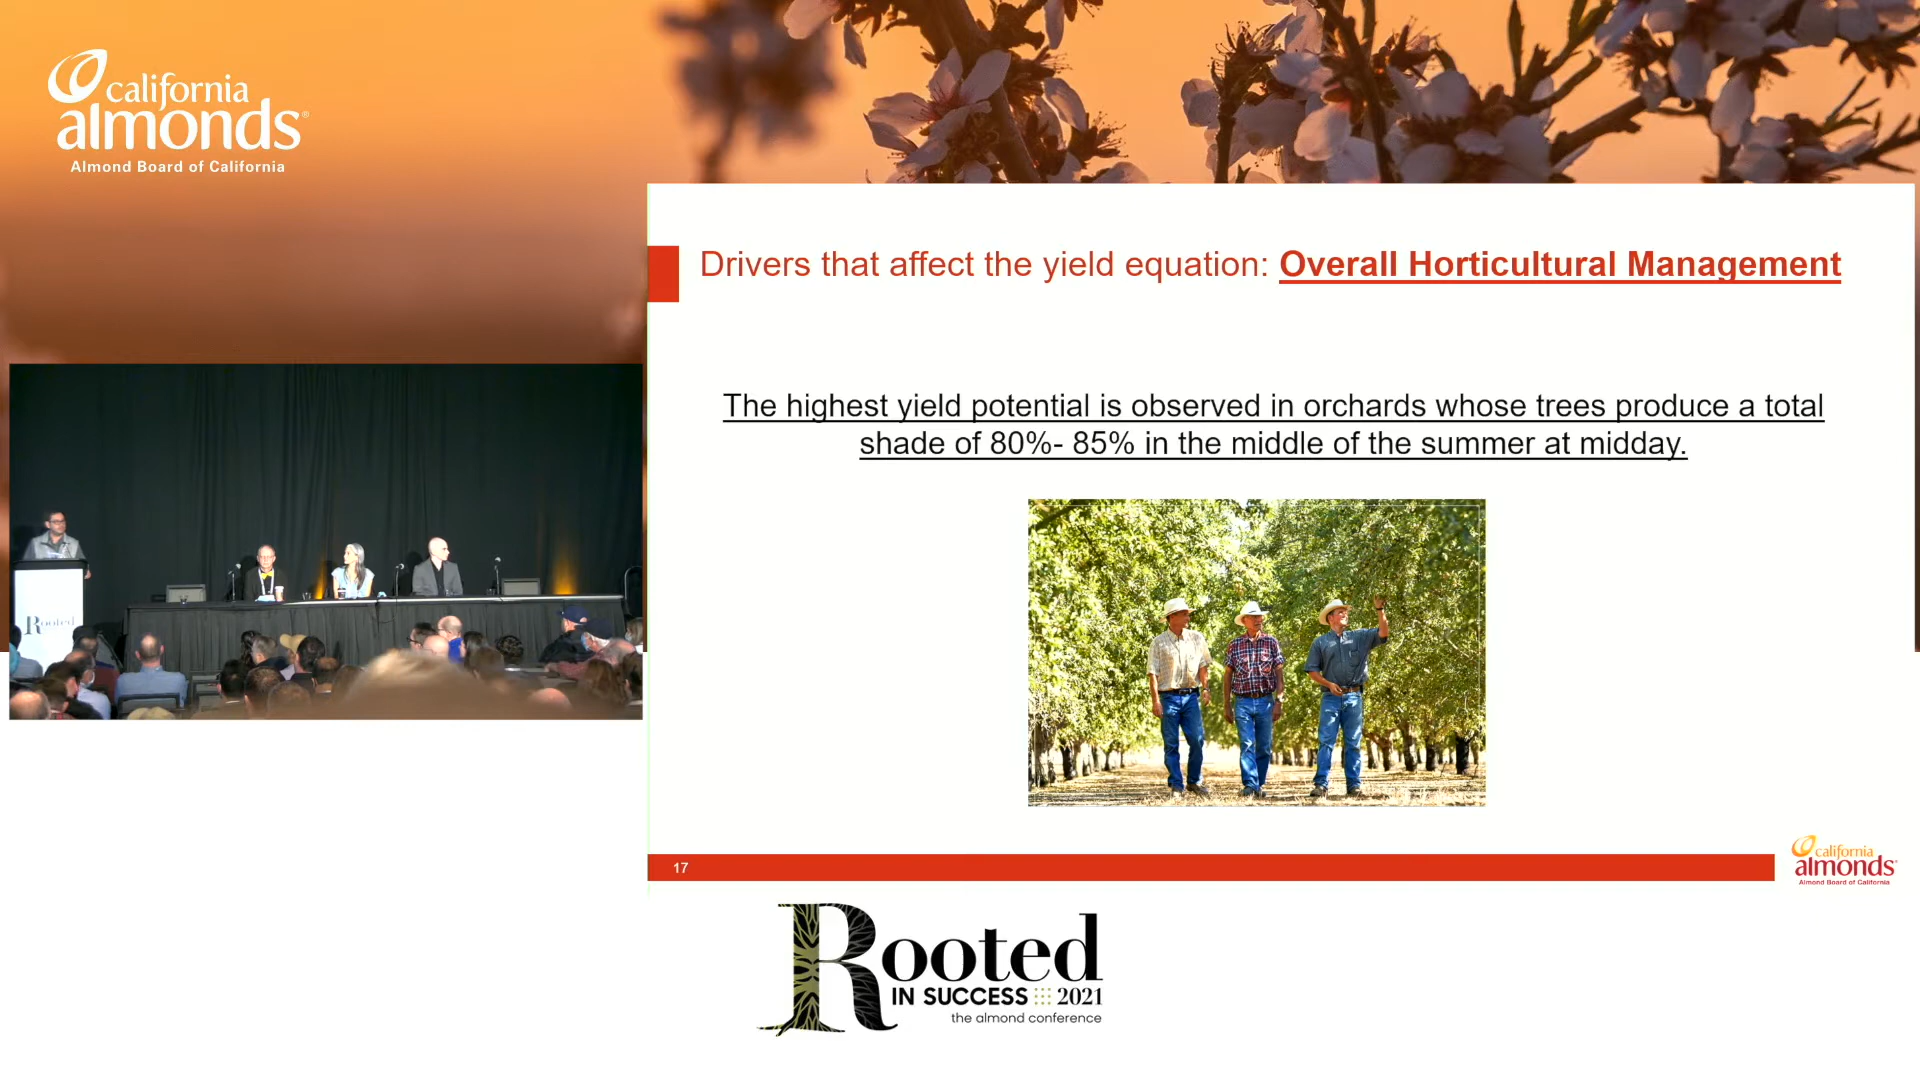 california
almonds®
Almond Board of California
Drivers that affect the yield equation: Overall Horticultural Management
The highest yield potential is observed in orchards whose trees produce a total
shade of 80%- 85% in the middle of the summer at midday.
Rooted
17
california
almonds
Almond Board of California
Rooted
IN SUCCESS 2021
the almond conference